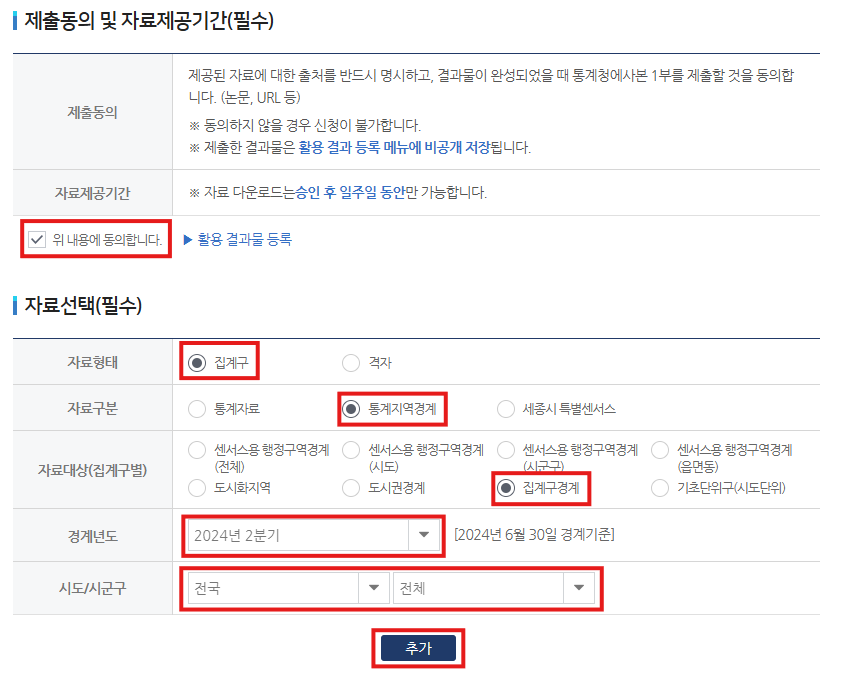 제출동의 및 자료제공기간(필수)
제출동의
제공된 자료에 대한 출처를 반드시 명시하고, 결과물이 완성되었을 때 통계청에사본 1부를 제출할 것을 동의합
니다. (논문, URL 등)
※ 동의하지 않을 경우 신청이 불가합니다.
※ 제출한 결과물은 활용 결과 등록 메뉴에 비공개 저장됩니다.
자료제공기간
※ 자료 다운로드는승인 후 일주일 동안만 가능합니다.
위 내용에 동의합니다.
▶ 활용 결과물 등록
자료선택(필수)
자료형태
집계구
격자
자료구분
통계자료
통계지역경계
세종시 특별센서스
자료대상(집계구별)
센서스용 행정구역경계
(전체)
센서스용 행정구역경계
(시도)
센서스용 행정구역경계
(시군구)
센서스용 행정구역경계
(읍면동)
도시화지역
도시권경계
집계구경계
기초단위구(시도단위)
경계년도
2024년 2분기
[2024년 6월 30일 경계기준]
시도/시군구
전국
전체
추가